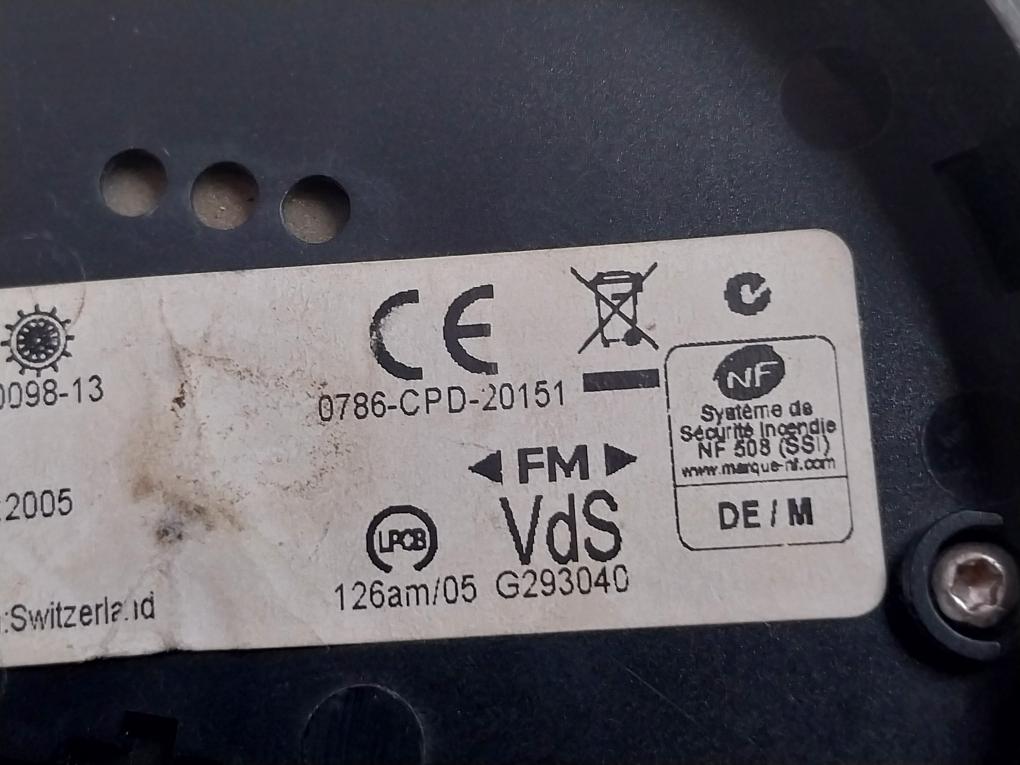 CE
0098-13
0786-CPD-20151
NF
Système de
Sécurité Incendie
NF 508 (SSI)
www.marque-nf.com
FM
:2005
DE / M
LPCB
VdS
126am/05 G293040
:Switzerland